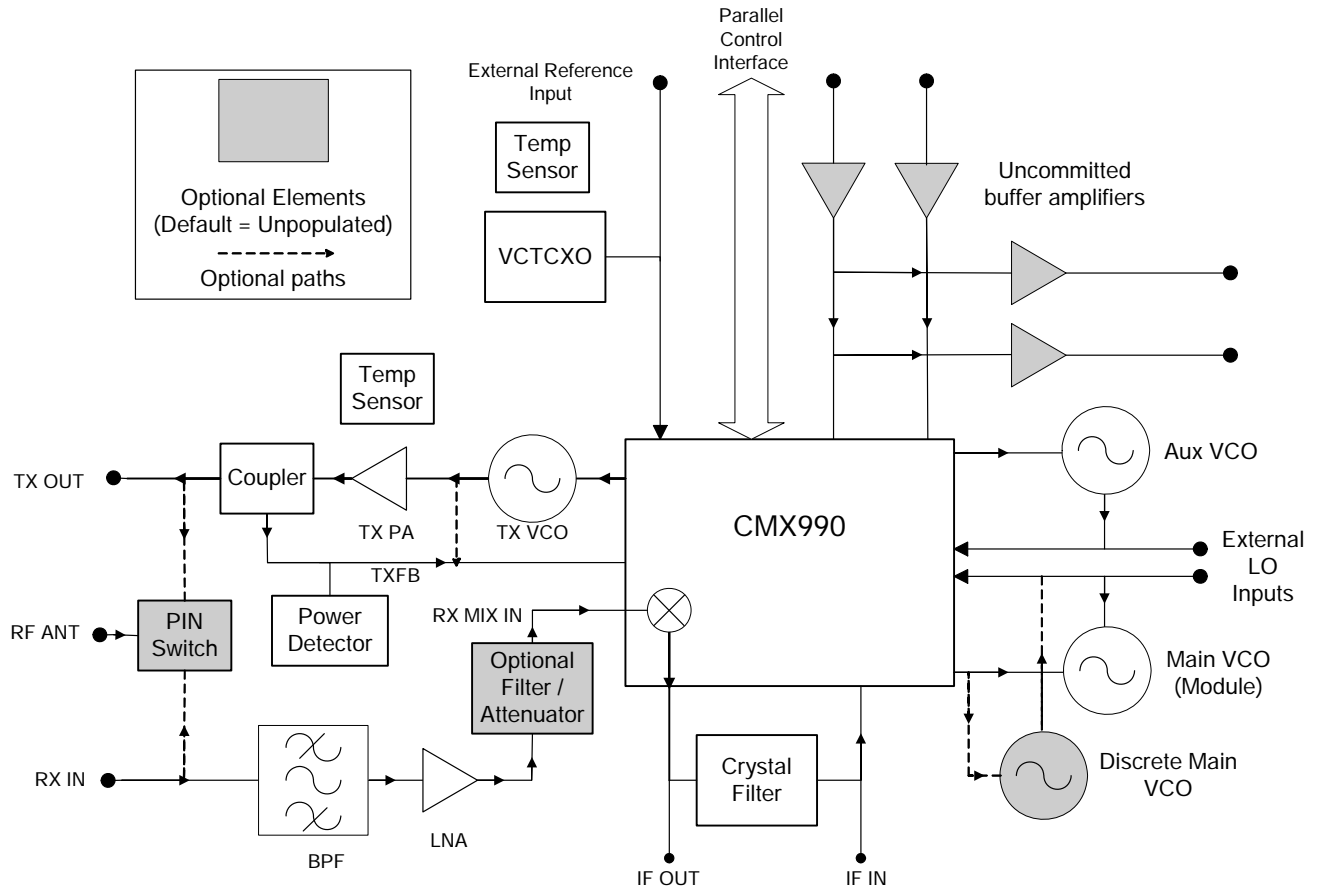 Parallel
Control
Interface
External Reference
Input
Temp
Sensor
Optional Elements
(Default = Unpopulated)
Optional paths
Uncommitted
buffer amplifiers
VCTCXO
Temp
Sensor
TX OUT
Coupler
TX PA
TX VCO
CMX990
Aux VCO
TXFB
External
LO
Inputs
RF ANT
PIN
Switch
Power
Detector
RX MIX IN
Optional
Filter /
Attenuator
Main VCO
(Module)
RX IN
BPF
LNA
Crystal
Filter
Discrete Main
VCO
IF OUT
IF IN